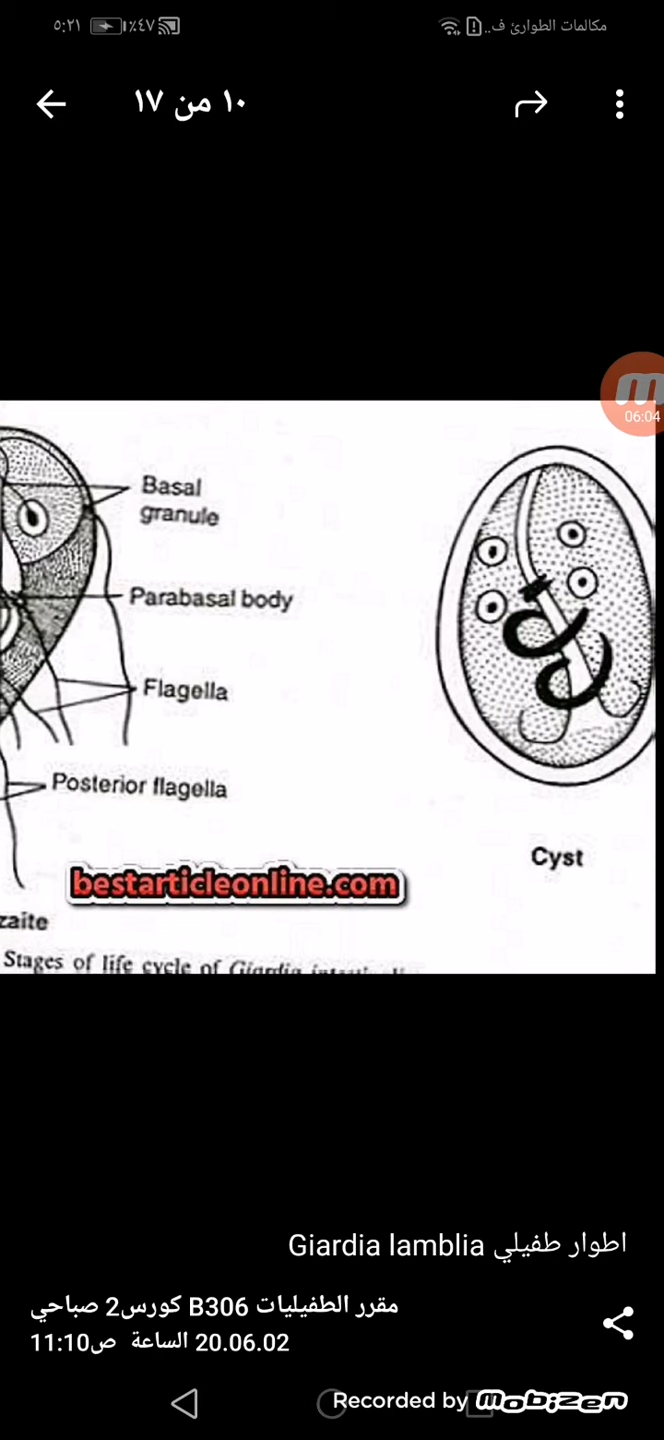 مكالمات الطوارئ ف..
٪٤٧ ٥:٢١
١٠ من ١٧
06:04
Basal
granule
Parabasal body
Flagella
Posterior flagella
bestarticleonline.com
Cyst
zaite
Stages of life cycle of Giardia
اطوار طفيلي Giardia lamblia
مقرر الطفيليات B306 كورس2 صباحي
20.06.02 الساعة 11:10ص
Recorded by Mobizen